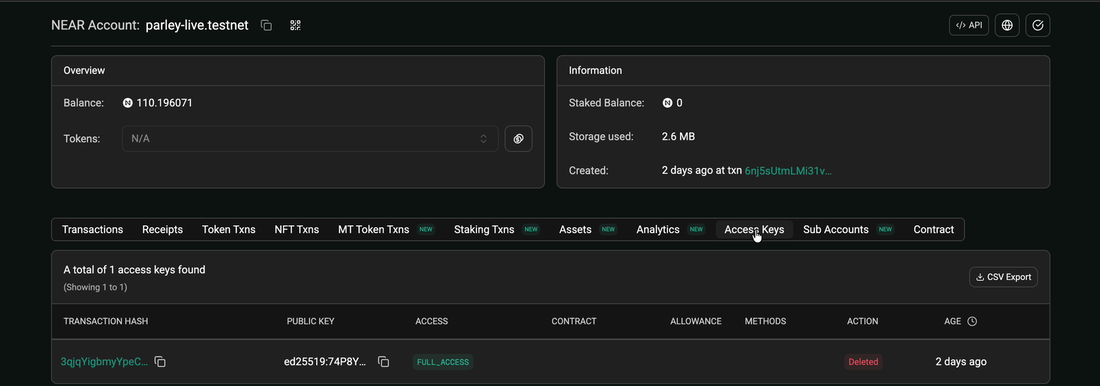 NEAR Account: parley-live.testnet
API
Overview
Balance: 110.196071
Tokens: N/A
Information
Staked Balance: 0
Storage used: 2.6 MB
Created: 2 days ago at txn 6nj5sUtmLMi31v...
Transactions Receipts Token Txns NFT Txns MT Token Txns NEW Staking Txns NEW Assets NEW Analytics NEW Access Keys Sub Accounts NEW Contract
A total of 1 access keys found
(Showing 1 to 1)
CSV Export
TRANSACTION HASH PUBLIC KEY ACCESS CONTRACT ALLOWANCE METHODS ACTION AGE
3qjqYigbmyYpeC... ed25519:74P8Y... FULL_ACCESS Deleted 2 days ago